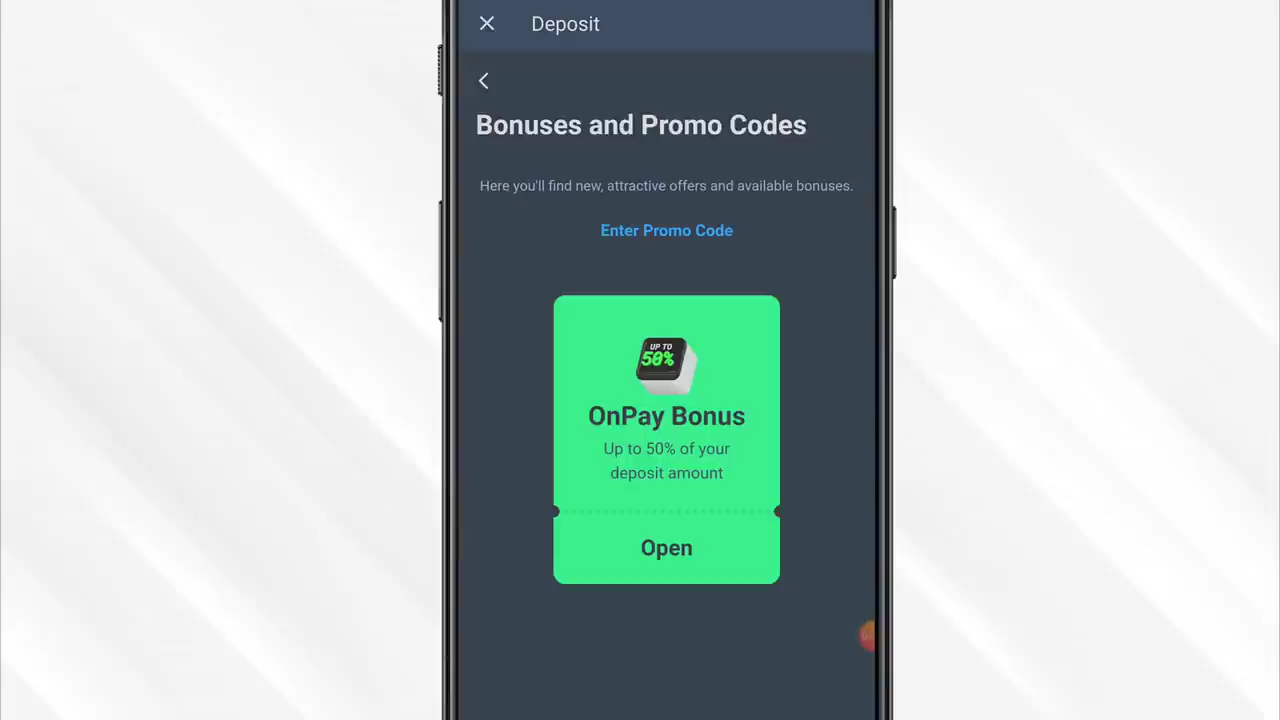 Deposit
Bonuses and Promo Codes
Here you'll find new, attractive offers and available bonuses.
Enter Promo Code
UP TO
50%
OnPay Bonus
Up to 50% of your
deposit amount
Open